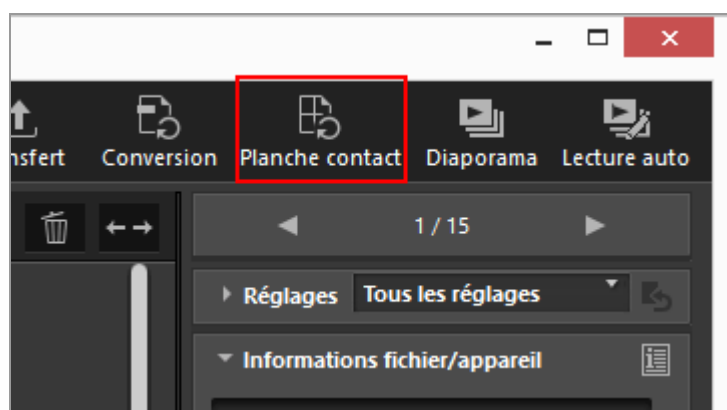 nsfert Conversion Planche contact Diaporama Lecture auto
1 / 15
Réglages Tous les réglages
Informations fichier/appareil